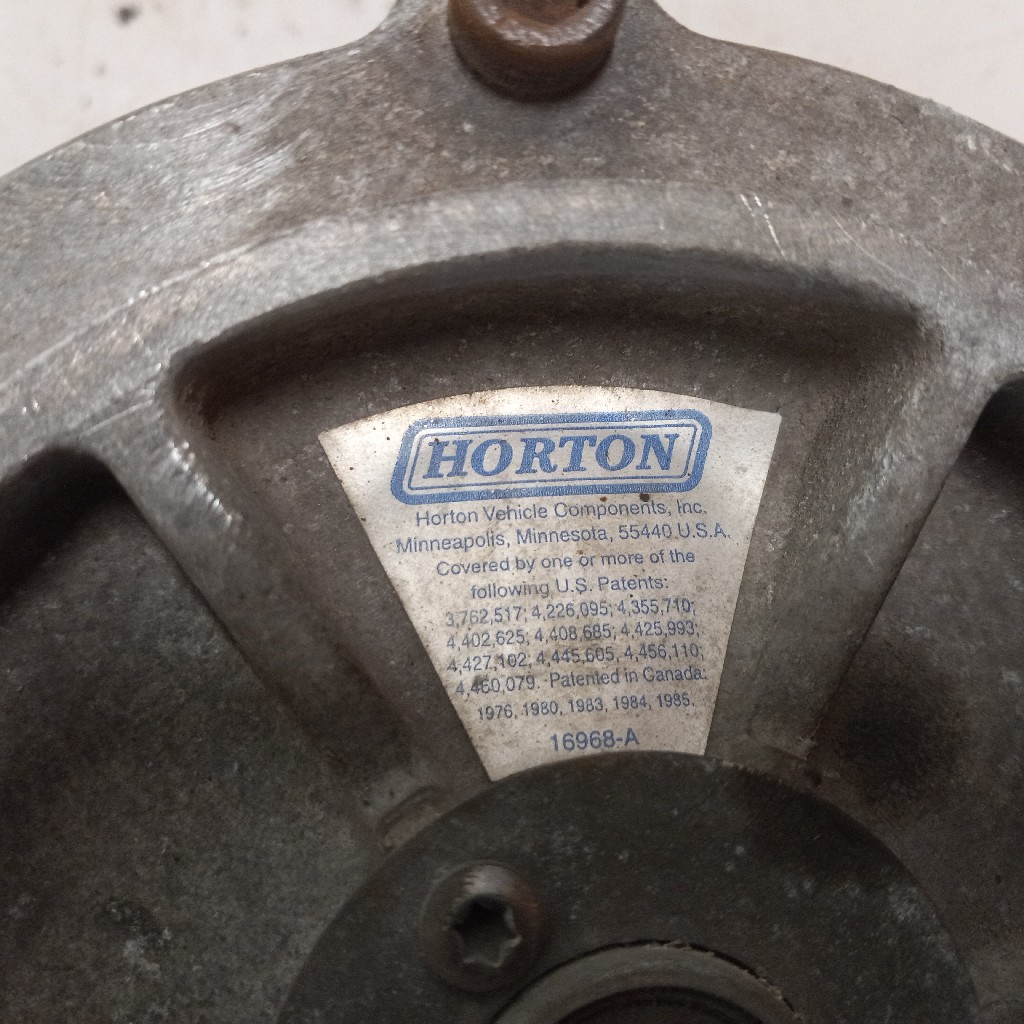 HORTON
Horton Vehicle Components, Inc.
Minneapolis, Minnesota, 55440 U.S.A.
Covered by one or more of the
following U.S. Patents:
3,762,517; 4,226,095; 4,355,710;
4,402,625; 4,408,685; 4,425,993;
4,427,102; 4,445,605, 4,456,110;
4,460,079. Patented in Canada:
1976, 1980, 1983, 1984, 1985.
16968-A